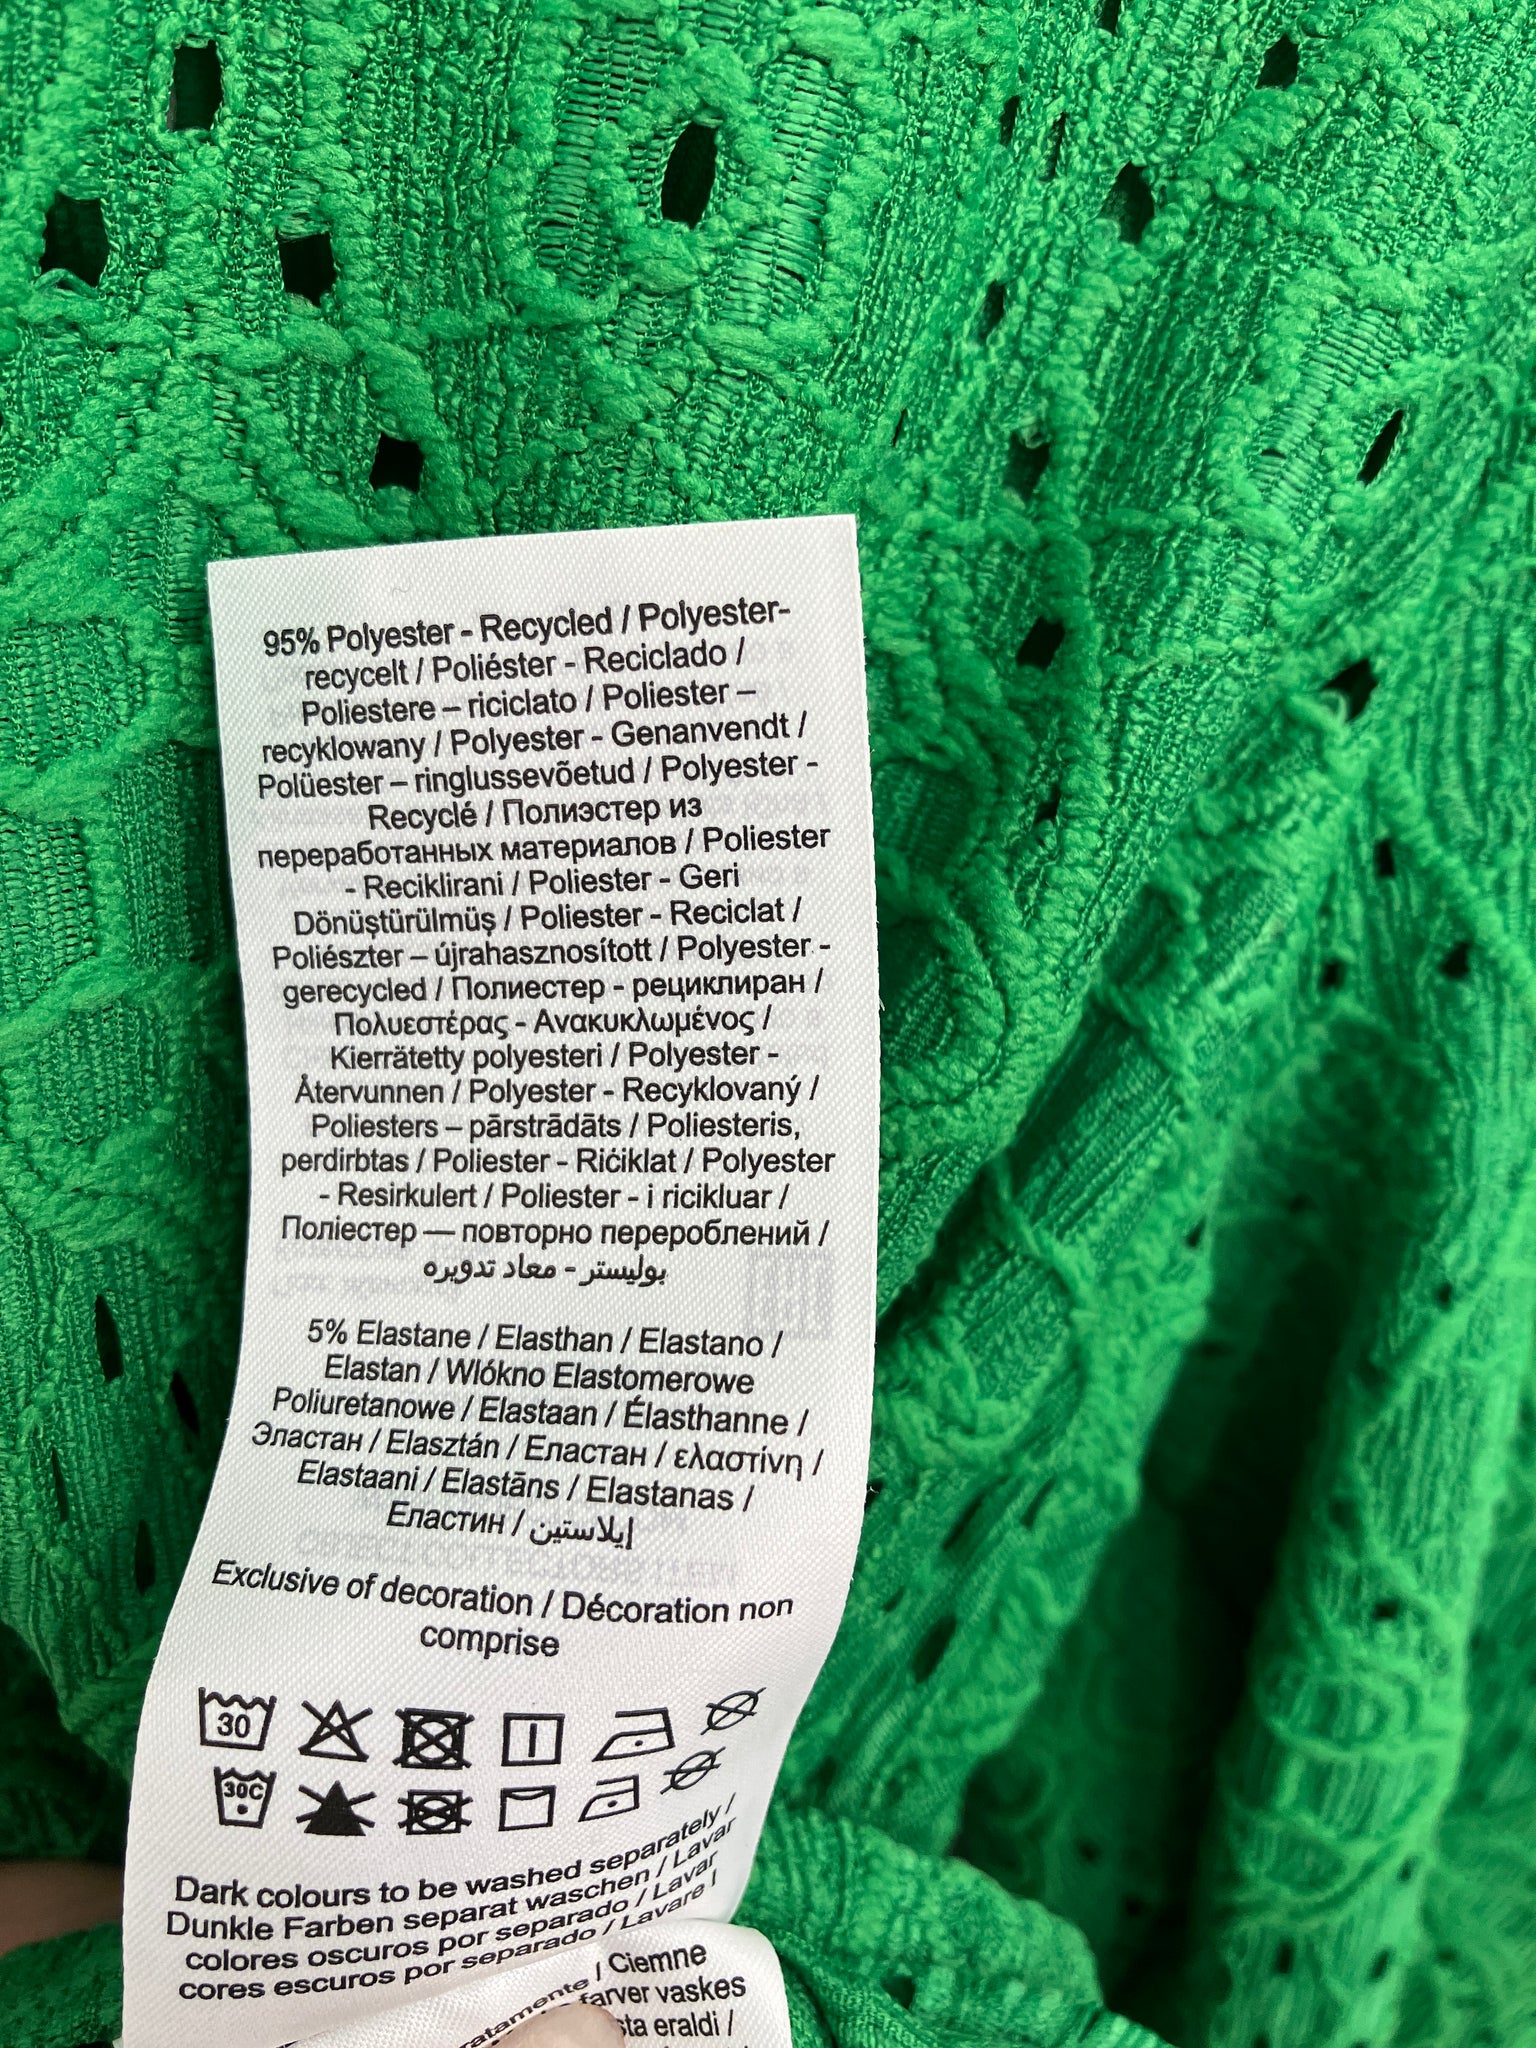 95% Polyester - Recycled / Polyester-
recycelt / Poliéster - Reciclado /
Poliestere – riciclato / Poliester –
recyklowany / Polyester - Genanvendt /
Polüester – ringlussevõetud / Polyester -
Recyclé / Полиэстер из
переработанных материалов / Poliester
- Reciklirani / Poliester - Geri
Dönüştürülmüş / Poliester - Reciclat /
Poliészter – újrahasznosított / Polyester -
gerecycled / Полиестер - рециклиран /
Πολυεστέρας - Ανακυκλωμένος /
Kierrätetty polyesteri / Polyester -
Återvunnen / Polyester - Recyklovaný /
Poliesters – pārstrādāts / Poliesteris,
perdirbtas / Poliester - Riċiklat / Polyester
- Resirkulert / Poliester - i ricikluar /
Поліестер — повторно перероблений /
بوليستر - معاد تدويره
5% Elastane / Elasthan / Elastano /
Elastan / Wlókno Elastomerowe
Poliuretanowe / Elastaan / Élasthanne /
Эластан / Elasztán / Еластан / ελαστίνη /
Elastaani / Elastāns / Elastanas /
Еластин / إيلاستين
Exclusive of decoration / Décoration non
comprise
30
30C
Dark colours to be washed separately /
Dunkle Farben separat waschen / Lavar
colores oscuros por separado / Lavar
cores escuros por separado / Lavare
/ Ciemne
farver vaskes
eraldi /